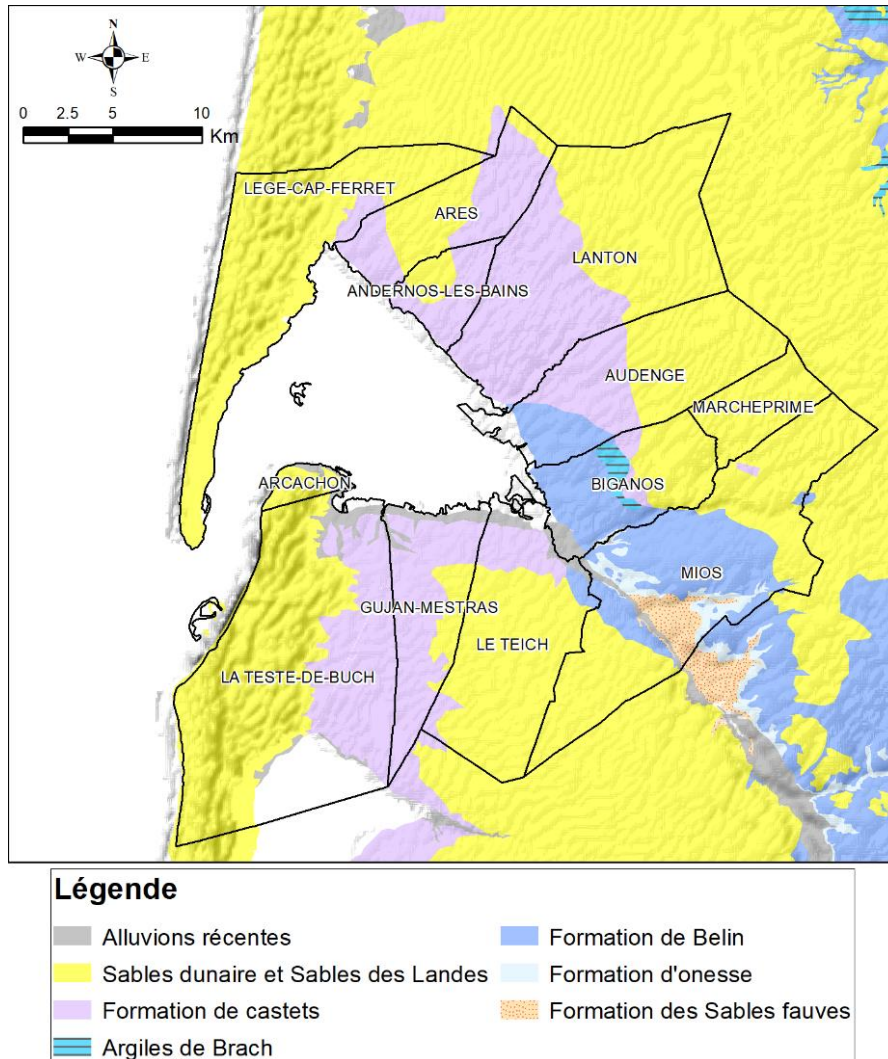 N
W E
S
0 2.5 5 10
Km
LEGE-CAP-FERRET
ARES
LANTON
ANDERNOS-LES-BAINS
AUDENGE
MARCHEPRIME
ARCACHON
BIGANOS
MIOS
GUJAN-MESTRAS
LE TEICH
LA TESTE-DE-BUCH
Légende
Alluvions récentes
Sables dunaire et Sables des Landes
Formation de castets
Argiles de Brach
Formation de Belin
Formation d'onesse
Formation des Sables fauves